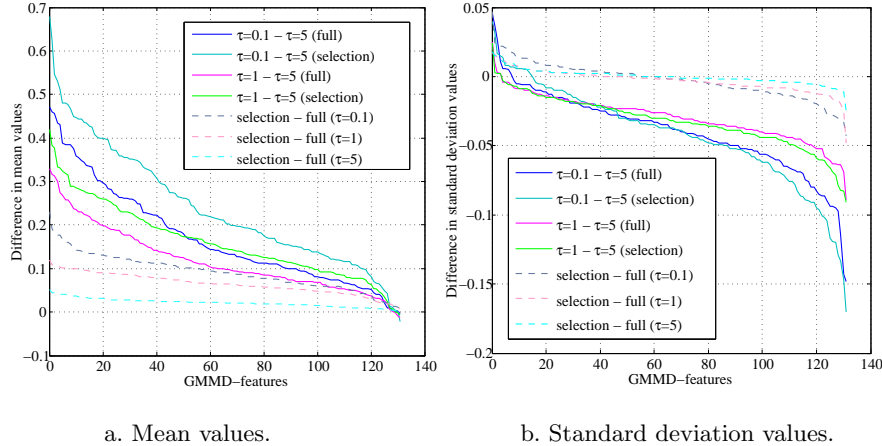 0.7
0.6
0.5
0.4
0.3
0.2
0.1
0
−0.1
Difference in mean values
0 20 40 60 80 100 120 140
GMMD−features
τ=0.1 − τ=5 (full)
τ=0.1 − τ=5 (selection)
τ=1 − τ=5 (full)
τ=1 − τ=5 (selection)
selection − full (τ=0.1)
selection − full (τ=1)
selection − full (τ=5)
a. Mean values.
0.05
0
−0.05
−0.1
−0.15
−0.2
Difference in standard deviation values
0 20 40 60 80 100 120 140
GMMD−features
τ=0.1 − τ=5 (full)
τ=0.1 − τ=5 (selection)
τ=1 − τ=5 (full)
τ=1 − τ=5 (selection)
selection − full (τ=0.1)
selection − full (τ=1)
selection − full (τ=5)
b. Standard deviation values.